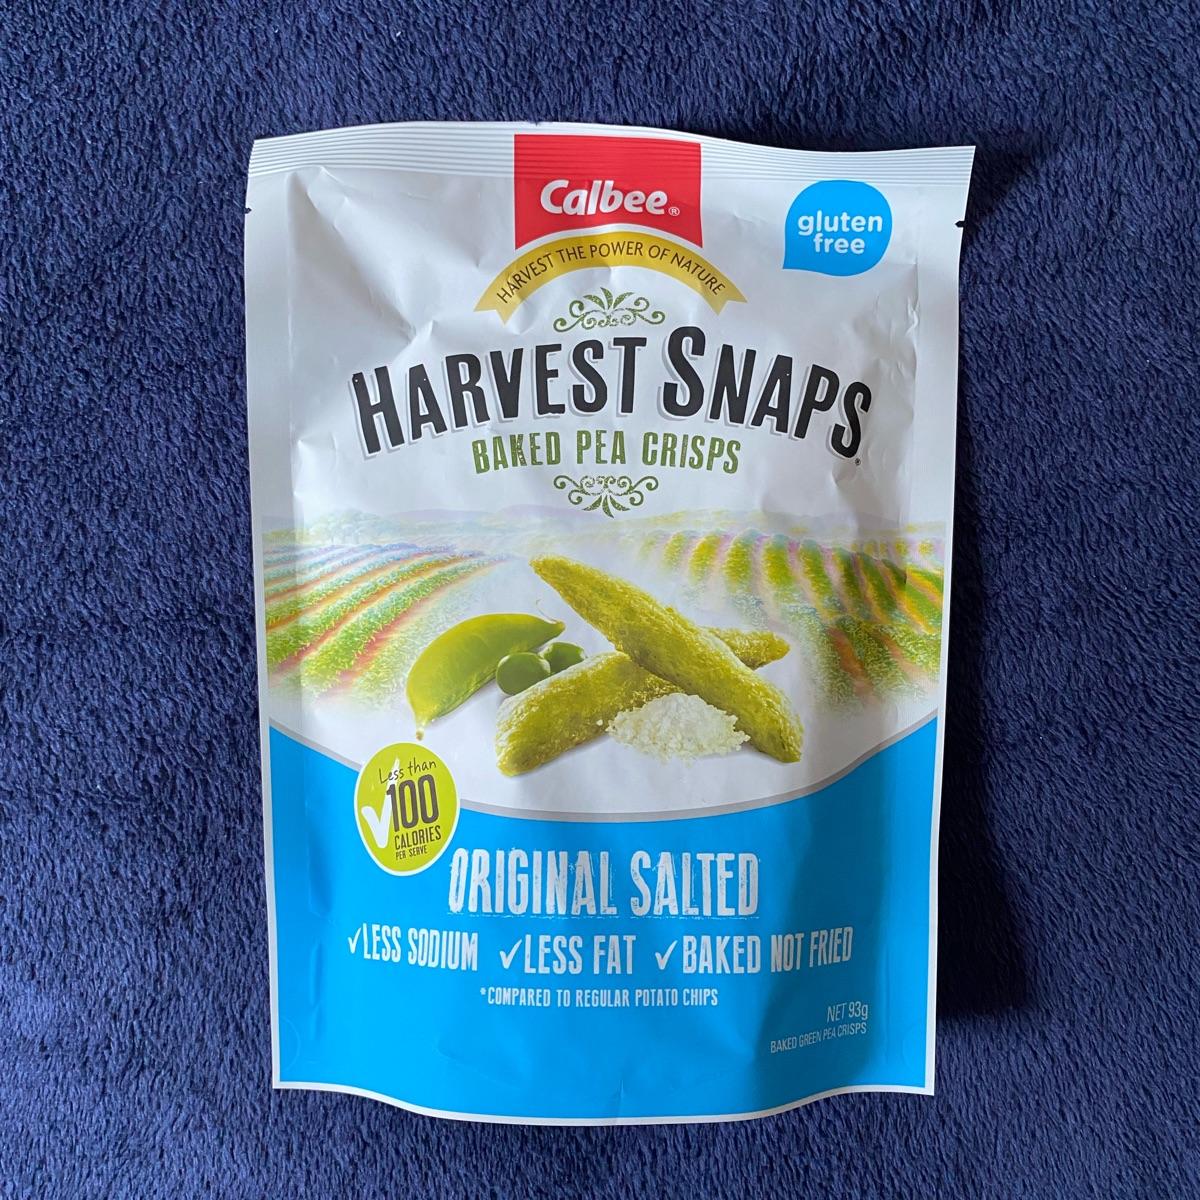 Calbee®
HARVEST THE POWER OF NATURE
gluten
free
HARVEST SNAPS®
BAKED PEA CRISPS
Less than
100
CALORIES
PER SERVE
ORIGINAL SALTED
✓LESS SODIUM ✓LESS FAT ✓BAKED NOT FRIED
*COMPARED TO REGULAR POTATO CHIPS
NET 93g
BAKED GREEN PEA CRISPS